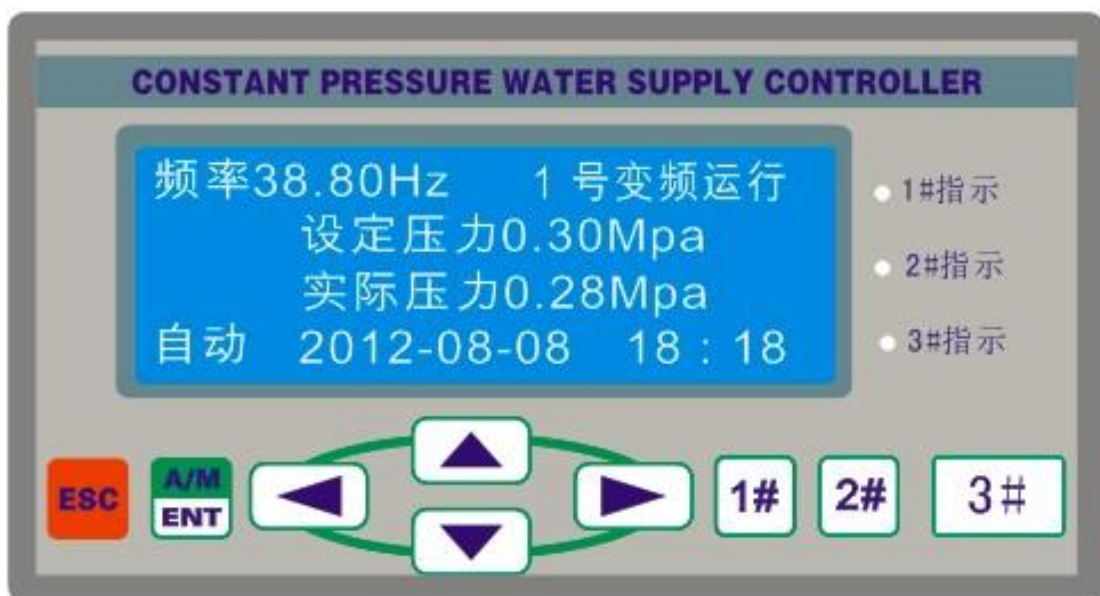 CONSTANT PRESSURE WATER SUPPLY CONTROLLER
频率38.80Hz 1号变频运行
设定压力0.30Mpa
实际压力0.28Mpa
自动 2012-08-08 18:18
1#指示
2#指示
3#指示
ESC
A/M
ENT
1#
2#
3#